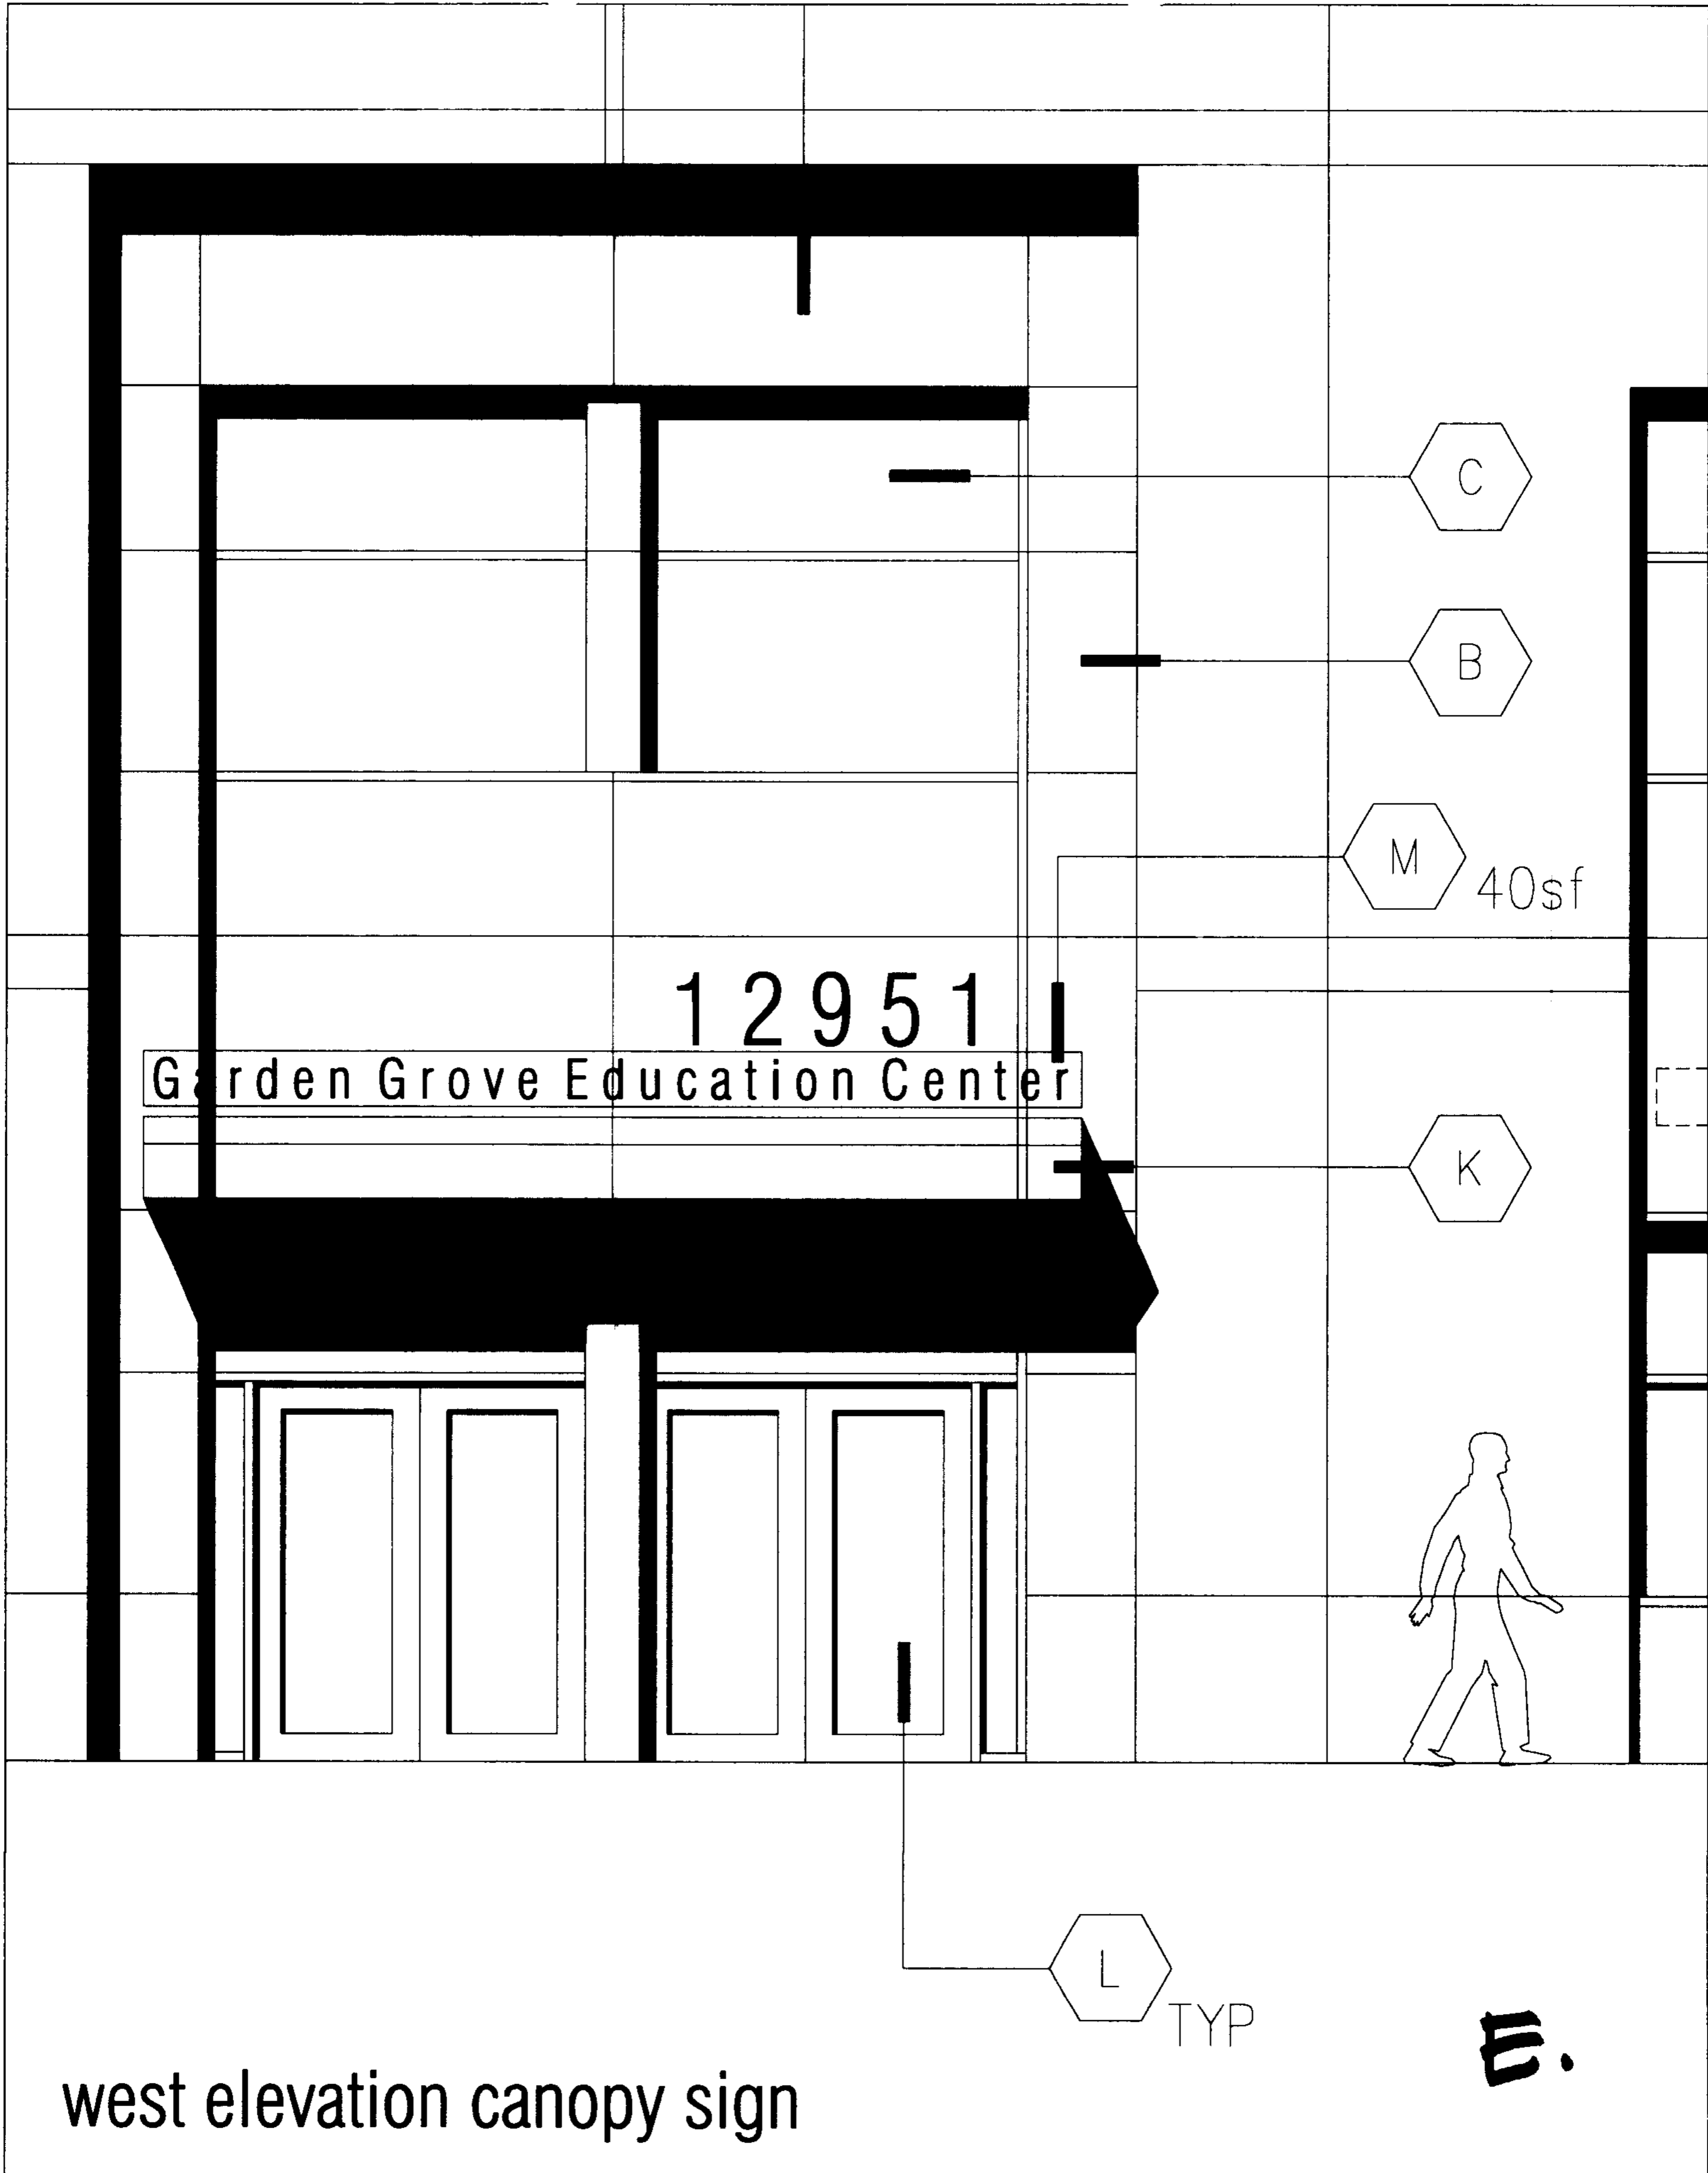 C
B
M 40sf
12951
Garden Grove Education Center
K
L TYP
E.
west elevation canopy sign